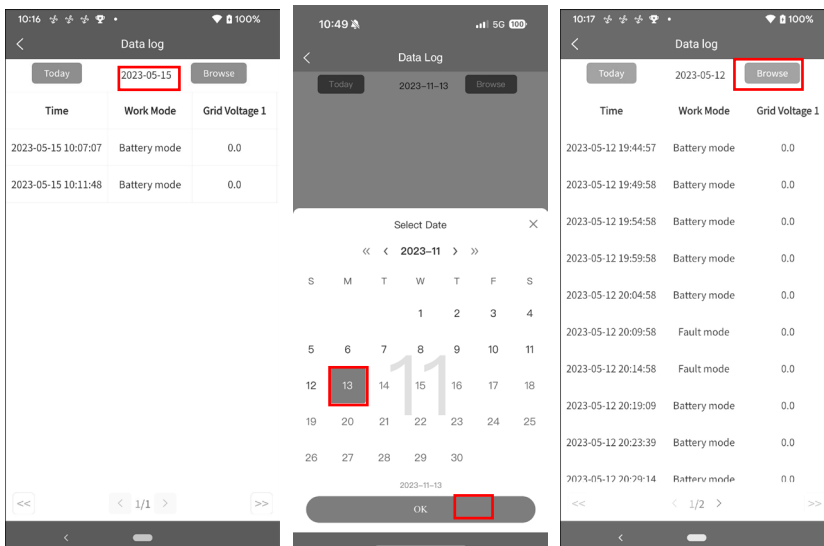 10:16 100%
Data log
Today 2023-05-15 Browse
Time Work Mode Grid Voltage 1
2023-05-15 10:07:07 Battery mode 0.0
2023-05-15 10:11:48 Battery mode 0.0
<< < 1/1 > >>
10:49 5G 100
Data Log
Today 2023-11-13 Browse
Select Date
« ‹ 2023-11 › »
S M T W T F S
1 2 3 4
5 6 7 8 9 10 11
11
12 13 14 15 16 17 18
19 20 21 22 23 24 25
26 27 28 29 30
2023-11-13
OK
10:17 100%
Data log
Today 2023-05-12 Browse
Time Work Mode Grid Voltage 1
2023-05-12 19:44:57 Battery mode 0.0
2023-05-12 19:49:58 Battery mode 0.0
2023-05-12 19:54:58 Battery mode 0.0
2023-05-12 19:59:58 Battery mode 0.0
2023-05-12 20:04:58 Battery mode 0.0
2023-05-12 20:09:58 Fault mode 0.0
2023-05-12 20:14:58 Fault mode 0.0
2023-05-12 20:19:09 Battery mode 0.0
2023-05-12 20:23:39 Battery mode 0.0
2023-05-12 20:29:14 Battery mode 0.0
<< < 1/2 > >>